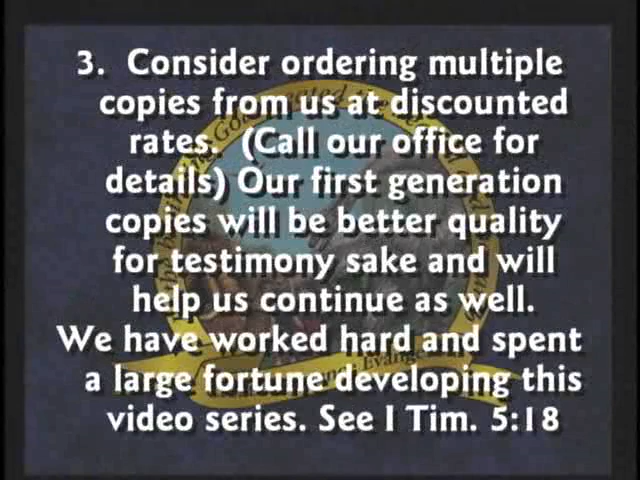 3. Consider ordering multiple
copies from us at discounted
rates. (Call our office for
details) Our first generation
copies will be better quality
for testimony sake and will
help us continue as well.
We have worked hard and spent
a large fortune developing this
video series. See I Tim. 5:18